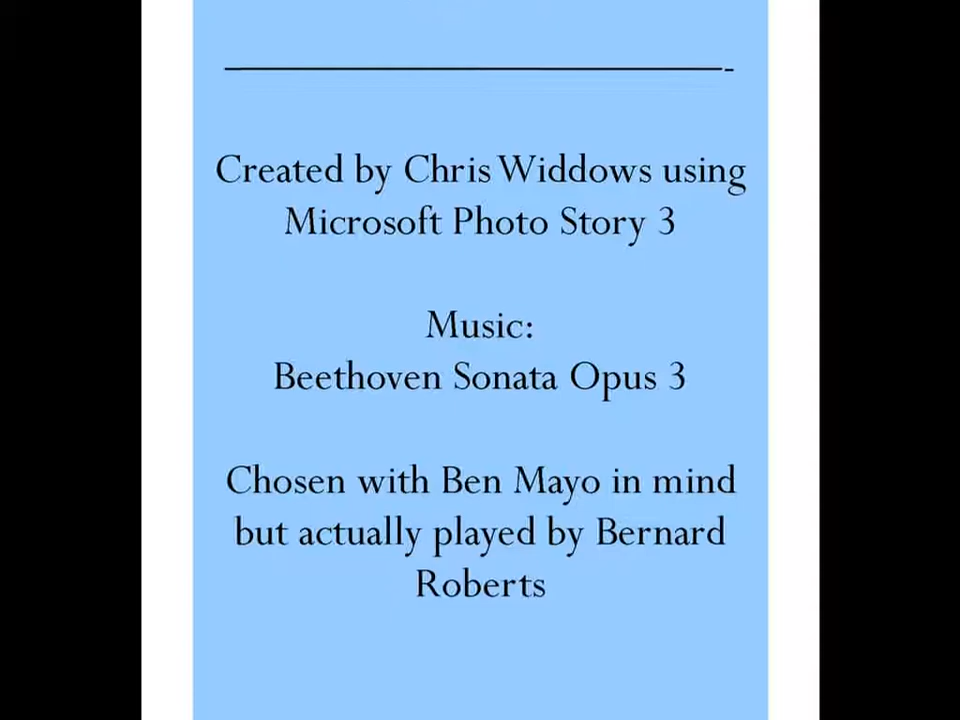 Created by Chris Widdows using
Microsoft Photo Story 3
Music:
Beethoven Sonata Opus 3
Chosen with Ben Mayo in mind
but actually played by Bernard
Roberts